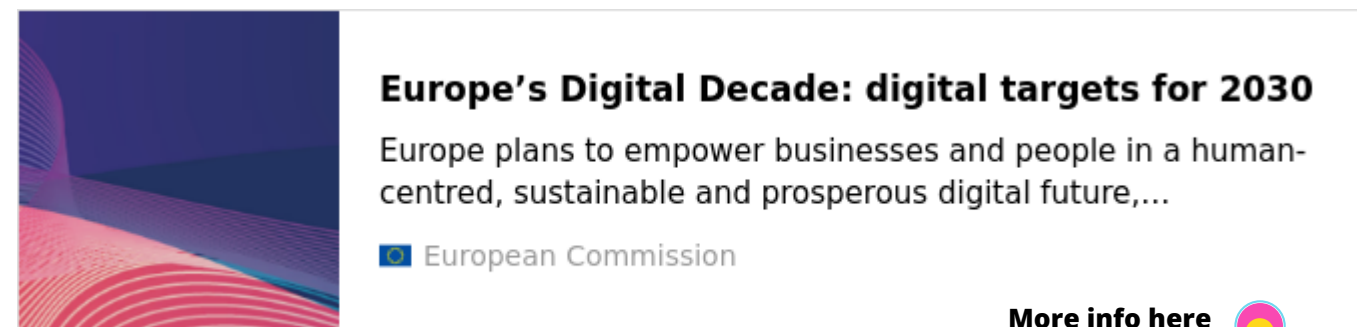 Europe’s Digital Decade: digital targets for 2030
Europe plans to empower businesses and people in a human-
centred, sustainable and prosperous digital future,...
European Commission
More info here